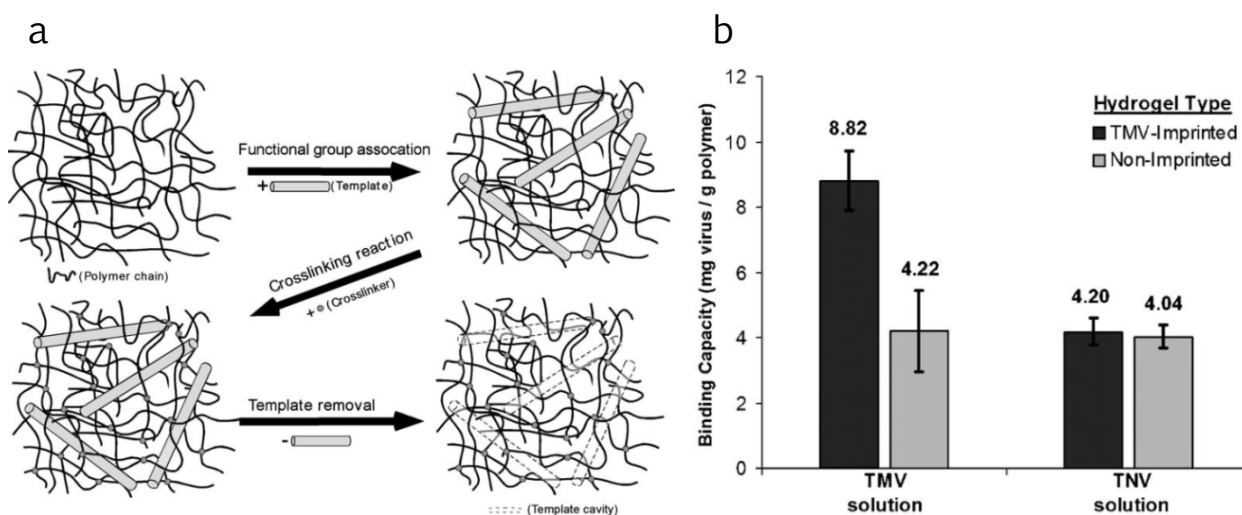 a
Functional group assocation
+ (Template)
(Polymer chain)
Crosslinking reaction
+ (Crosslinker)
Template removal
-
(Template cavity)
b
Binding Capacity (mg virus / g polymer)
12
10
8
6
4
2
0
8.82
4.22
4.20
4.04
Hydrogel Type
TMV-Imprinted
Non-Imprinted
TMV
solution
TNV
solution